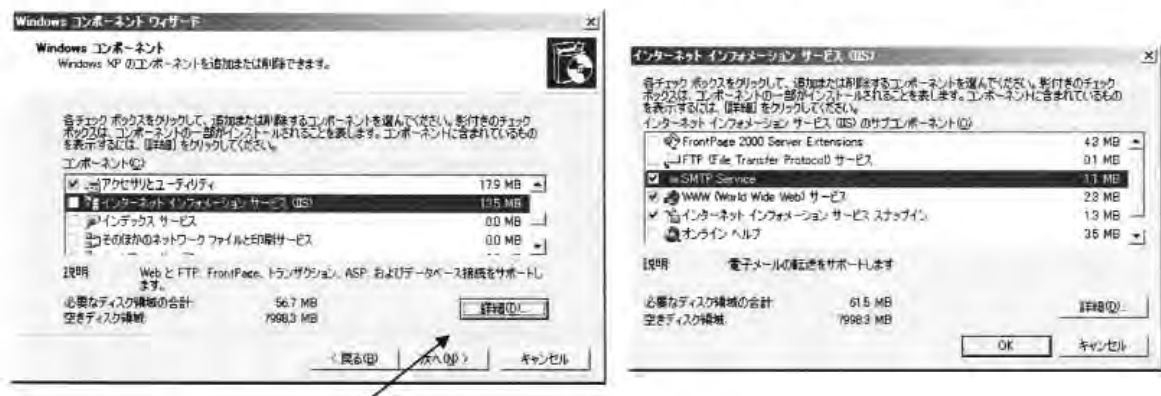 Windows コンポーネント ウィザード
Windows コンポーネント
Windows XP のコンポーネントを追加または削除できます。
各チェック ボックスをクリックして、追加または削除するコンポーネントを選んでください。影付きのチェック
ボックスは、コンポーネントの一部がインストールされることを表します。コンポーネントに含まれているもの
を表示するには、[詳細] をクリックしてください。
コンポーネント(C):
アクセサリとユーティリティ 17.9 MB
インターネット インフォメーション サービス (IIS) 13.5 MB
インデックス サービス 0.0 MB
そのほかのネットワーク ファイルと印刷サービス 0.0 MB
説明: Web と FTP、FrontPage、トランザクション、ASP、およびデータベース接続をサポートし
ます。
必要なディスク領域の合計: 56.7 MB
空きディスク領域: 7998.3 MB
詳細(D)...
< 戻る(B)
次へ(N) >
キャンセル
インターネット インフォメーション サービス (IIS)
各チェック ボックスをクリックして、追加または削除するコンポーネントを選んでください。影付きのチェック
ボックスは、コンポーネントの一部がインストールされることを表します。コンポーネントに含まれているもの
を表示するには、[詳細] をクリックしてください。
インターネット インフォメーション サービス (IIS) のサブコンポーネント(C):
FrontPage 2000 Server Extensions 4.3 MB
FTP (File Transfer Protocol) サービス 0.1 MB
SMTP Service 1.1 MB
WWW (World Wide Web) サービス 2.3 MB
インターネット インフォメーション サービス スナップイン 1.3 MB
オンライン ヘルプ 3.5 MB
説明: 電子メールの転送をサポートします
必要なディスク領域の合計: 61.5 MB
空きディスク領域: 7998.3 MB
詳細(D)...
OK
キャンセル